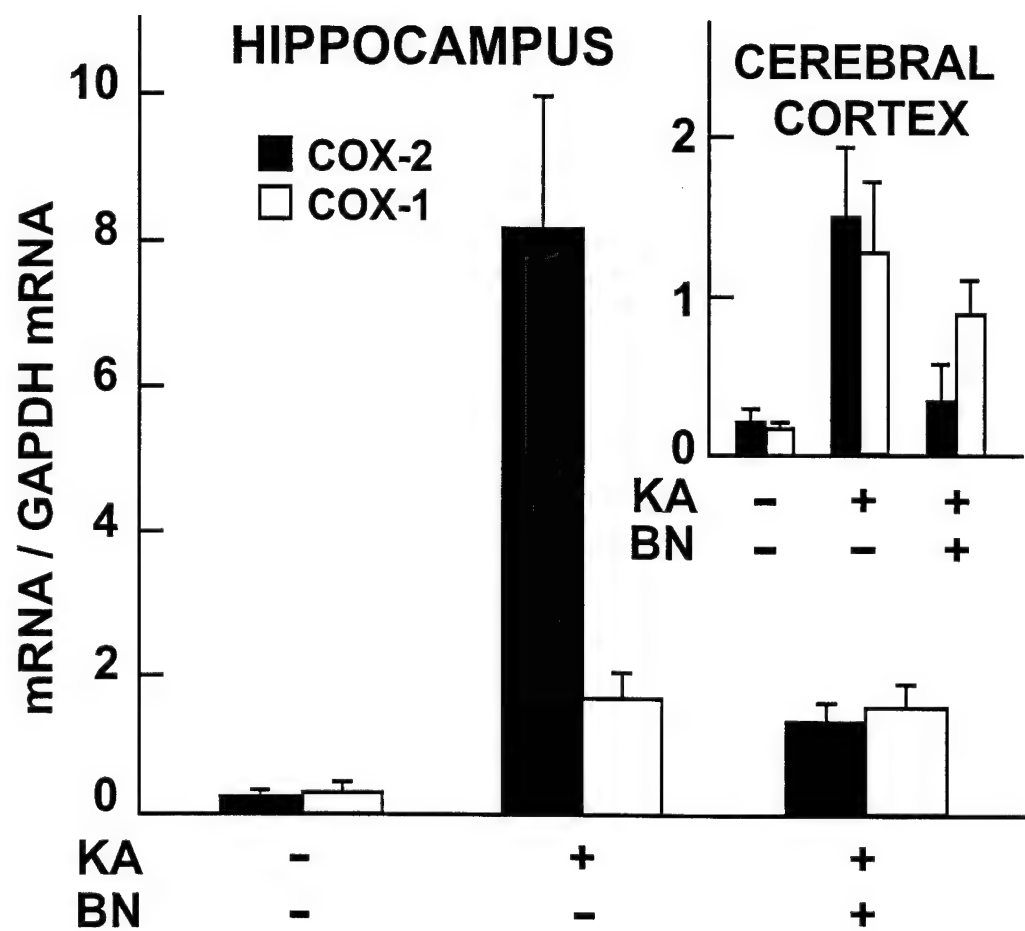 HIPPOCAMPUS
COX-2
COX-1
mRNA / GAPDH mRNA
10
8
6
4
2
0
KA - + +
BN - - +
CEREBRAL
CORTEX
2
1
0
KA - + +
BN - - +